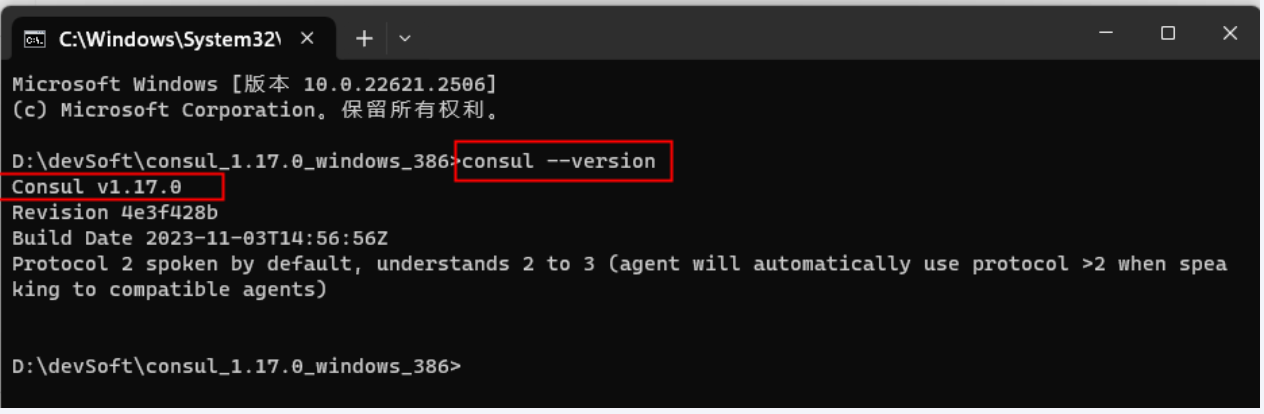 C:\Windows\System32\
Microsoft Windows [版本 10.0.22621.2506]
(c) Microsoft Corporation。保留所有权利。
D:\devSoft\consul_1.17.0_windows_386>consul --version
Consul v1.17.0
Revision 4e3f428b
Build Date 2023-11-03T14:56:56Z
Protocol 2 spoken by default, understands 2 to 3 (agent will automatically use protocol >2 when spea
king to compatible agents)
D:\devSoft\consul_1.17.0_windows_386>